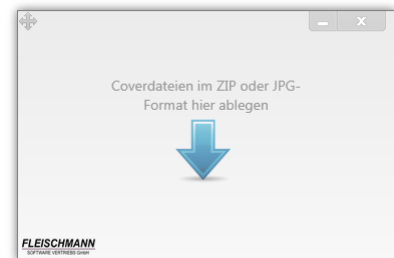 Coverdateien im ZIP oder JPG-
Format hier ablegen
FLEISCHMANN
SOFTWARE VERTRIEBS GmbH